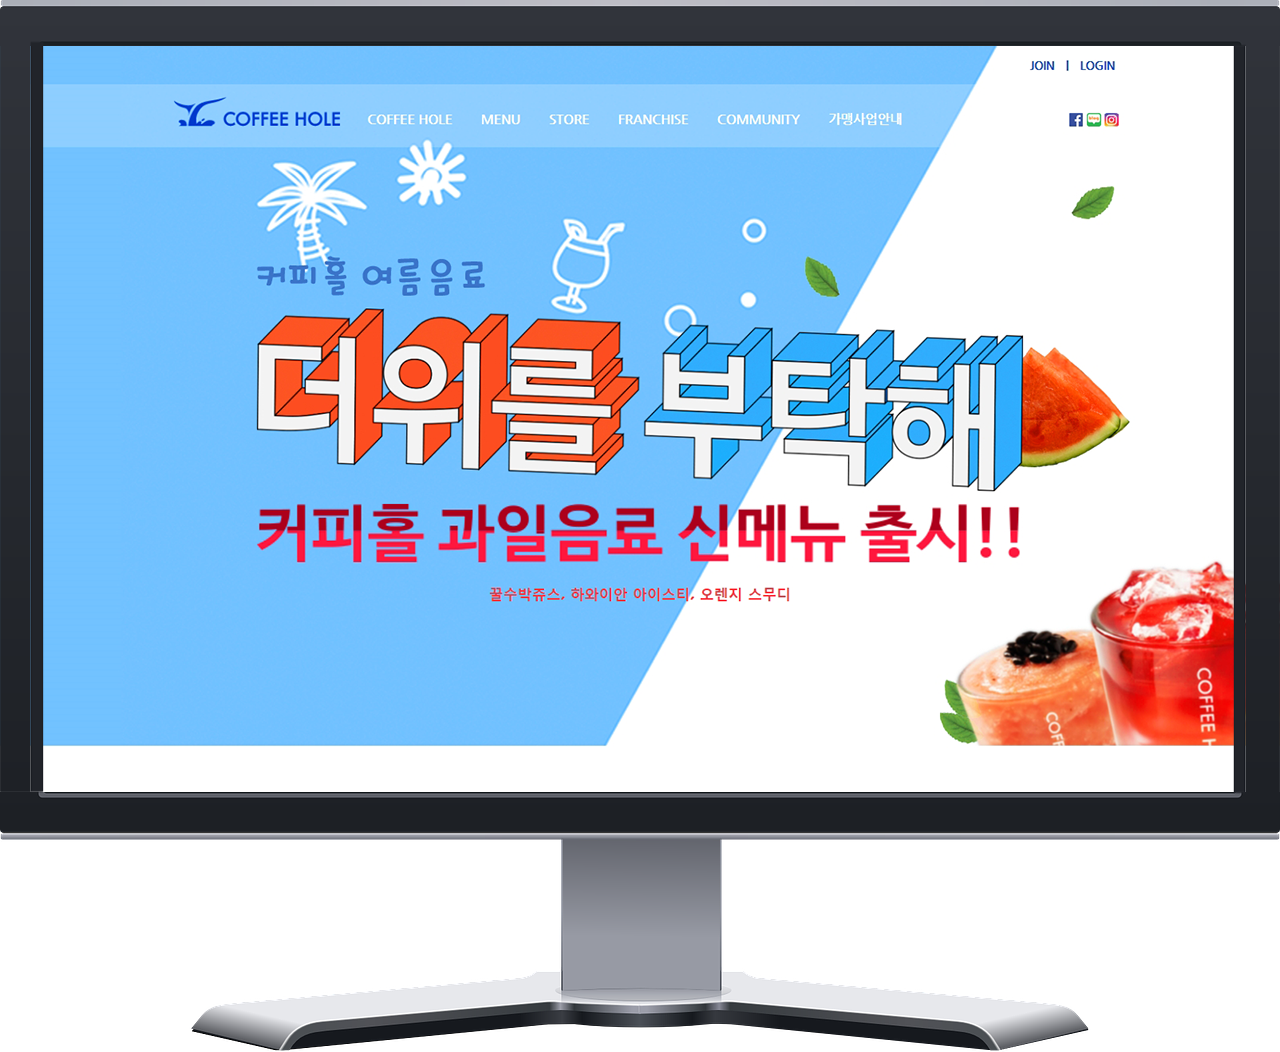 JOIN | LOGIN
COFFEE HOLE COFFEE HOLE MENU STORE FRANCHISE COMMUNITY 가맹사업안내
커피홀 여름음료
더위를 부탁해
커피홀 과일음료 신메뉴 출시!!
꿀수박쥬스, 하와이안 아이스티, 오렌지 스무디
COFFEE H
COFF